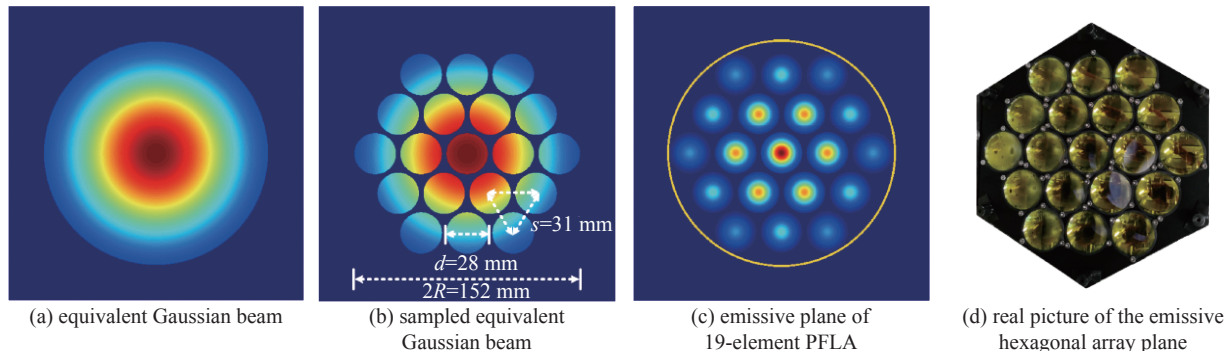 s=31 mm
d=28 mm
2R=152 mm
(a) equivalent Gaussian beam
(b) sampled equivalent
Gaussian beam
(c) emissive plane of
19-element PFLA
(d) real picture of the emissive
hexagonal array plane